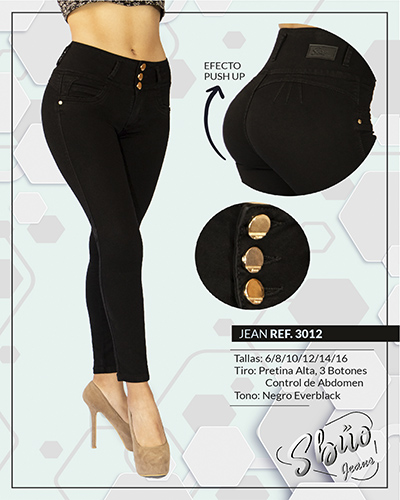 EFECTO
PUSH UP
JEAN REF. 3012
Tallas: 6/8/10/12/14/16
Tiro: Pretina Alta, 3 Botones
Control de Abdomen
Tono: Negro Everblack
Sbüo
Jeans